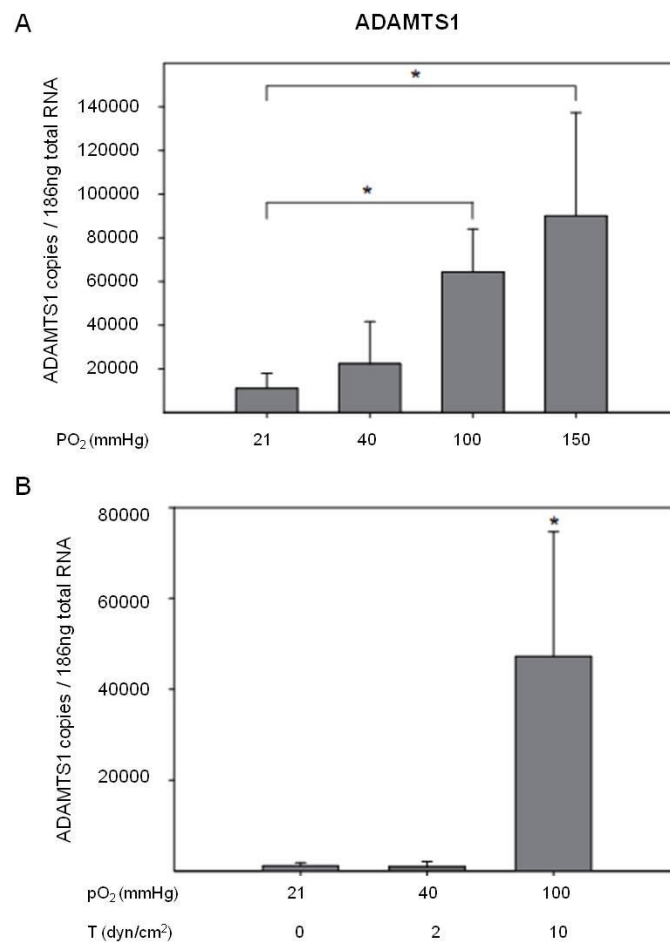 A
ADAMTS1
ADAMTS1 copies / 186ng total RNA
140000
120000
100000
80000
60000
40000
20000
*
*
PO₂ (mmHg) 21 40 100 150
B
ADAMTS1 copies / 186ng total RNA
80000
60000
40000
20000
*
pO₂ (mmHg) 21 40 100
T (dyn/cm²) 0 2 10